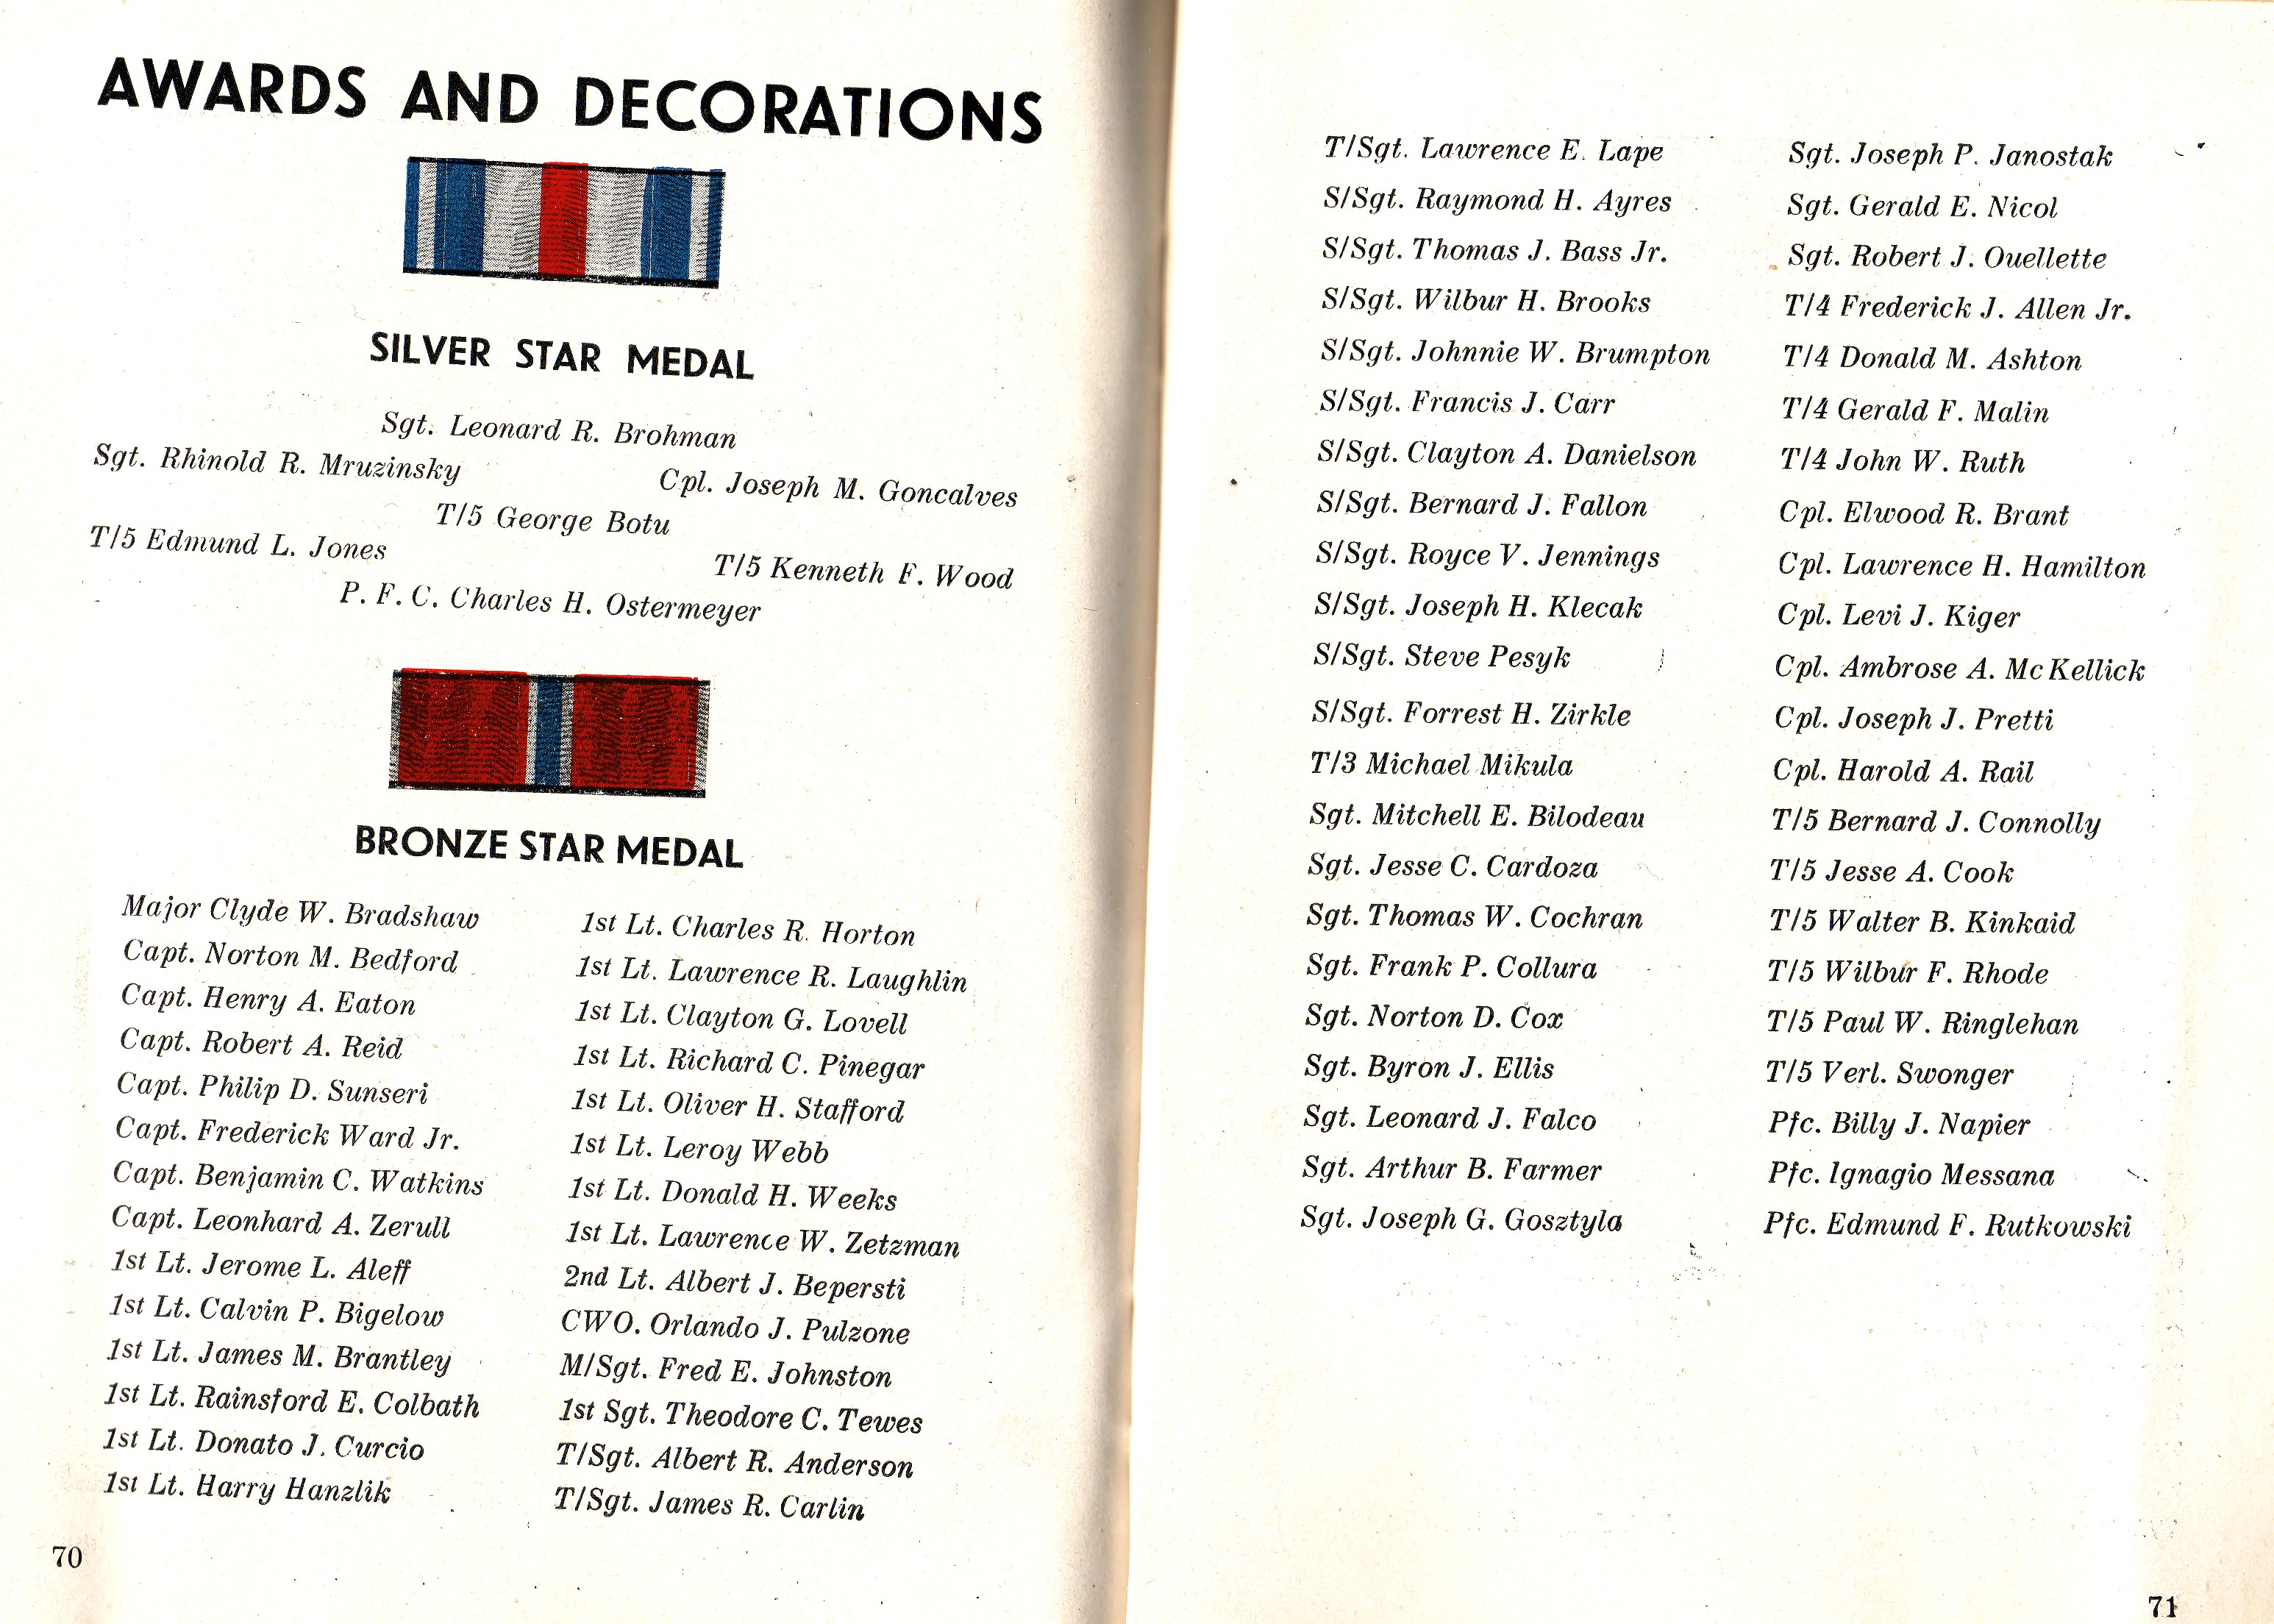 AWARDS AND DECORATIONS
SILVER STAR MEDAL
Sgt. Leonard R. Brohman
Sgt. Rhinold R. Mruzinsky
Cpl. Joseph M. Goncalves
T/5 George Botu
T/5 Edmund L. Jones
T/5 Kenneth F. Wood
P. F. C. Charles H. Ostermeyer
BRONZE STAR MEDAL
Major Clyde W. Bradshaw
Capt. Norton M. Bedford
Capt. Henry A. Eaton
Capt. Robert A. Reid
Capt. Philip D. Sunseri
Capt. Frederick Ward Jr.
Capt. Benjamin C. Watkins
Capt. Leonhard A. Zerull
1st Lt. Jerome L. Aleff
1st Lt. Calvin P. Bigelow
1st Lt. James M. Brantley
1st Lt. Rainsford E. Colbath
1st Lt. Donato J. Curcio
1st Lt. Harry Hanzlik
1st Lt. Charles R. Horton
1st Lt. Lawrence R. Laughlin
1st Lt. Clayton G. Lovell
1st Lt. Richard C. Pinegar
1st Lt. Oliver H. Stafford
1st Lt. Leroy Webb
1st Lt. Donald H. Weeks
1st Lt. Lawrence W. Zetzman
2nd Lt. Albert J. Bepersti
CWO. Orlando J. Pulzone
M/Sgt. Fred E. Johnston
1st Sgt. Theodore C. Tewes
T/Sgt. Albert R. Anderson
T/Sgt. James R. Carlin
70
T/Sgt. Lawrence E. Lape
S/Sgt. Raymond H. Ayres
S/Sgt. Thomas J. Bass Jr.
S/Sgt. Wilbur H. Brooks
S/Sgt. Johnnie W. Brumpton
S/Sgt. Francis J. Carr
S/Sgt. Clayton A. Danielson
S/Sgt. Bernard J. Fallon
S/Sgt. Royce V. Jennings
S/Sgt. Joseph H. Klecak
S/Sgt. Steve Pesyk
S/Sgt. Forrest H. Zirkle
T/3 Michael Mikula
Sgt. Mitchell E. Bilodeau
Sgt. Jesse C. Cardoza
Sgt. Thomas W. Cochran
Sgt. Frank P. Collura
Sgt. Norton D. Cox
Sgt. Byron J. Ellis
Sgt. Leonard J. Falco
Sgt. Arthur B. Farmer
Sgt. Joseph G. Gosztyla
Sgt. Joseph P. Janostak
Sgt. Gerald E. Nicol
Sgt. Robert J. Ouellette
T/4 Frederick J. Allen Jr.
T/4 Donald M. Ashton
T/4 Gerald F. Malin
T/4 John W. Ruth
Cpl. Elwood R. Brant
Cpl. Lawrence H. Hamilton
Cpl. Levi J. Kiger
Cpl. Ambrose A. McKellick
Cpl. Joseph J. Pretti
Cpl. Harold A. Rail
T/5 Bernard J. Connolly
T/5 Jesse A. Cook
T/5 Walter B. Kinkaid
T/5 Wilbur F. Rhode
T/5 Paul W. Ringlehan
T/5 Verl. Swonger
Pfc. Billy J. Napier
Pfc. Ignagio Messana
Pfc. Edmund F. Rutkowski
71